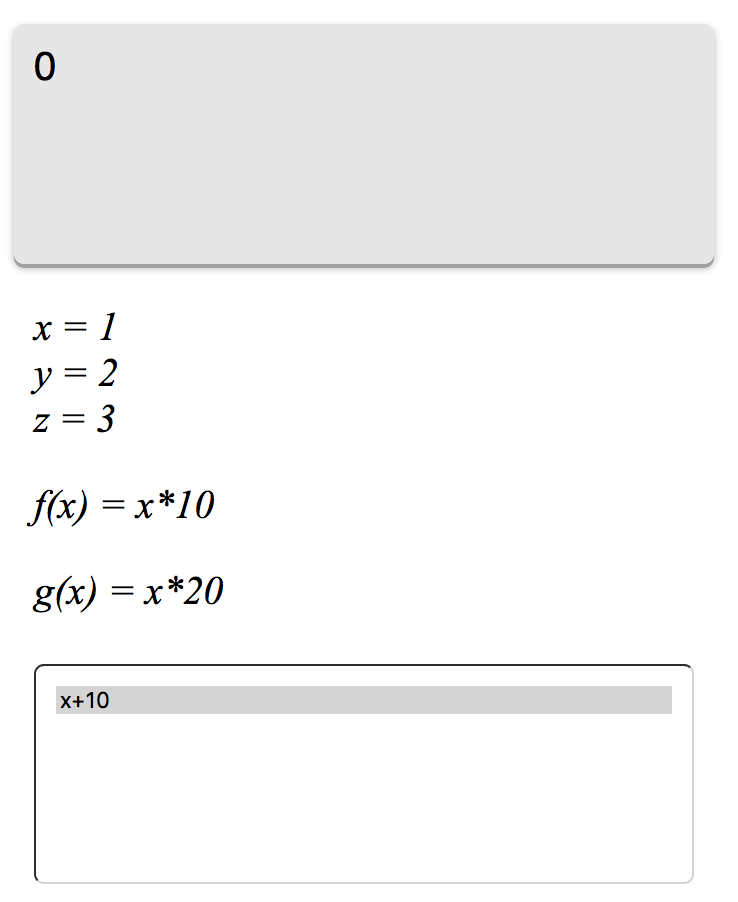 0
x = 1
y = 2
z = 3
f(x) = x*10
g(x) = x*20
x+10